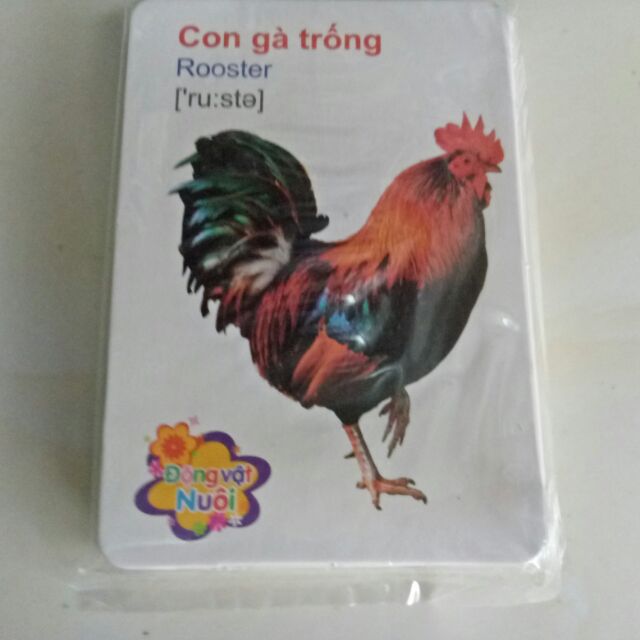 Con gà trống
Rooster
['ru:stə]
Động vật
Nuôi